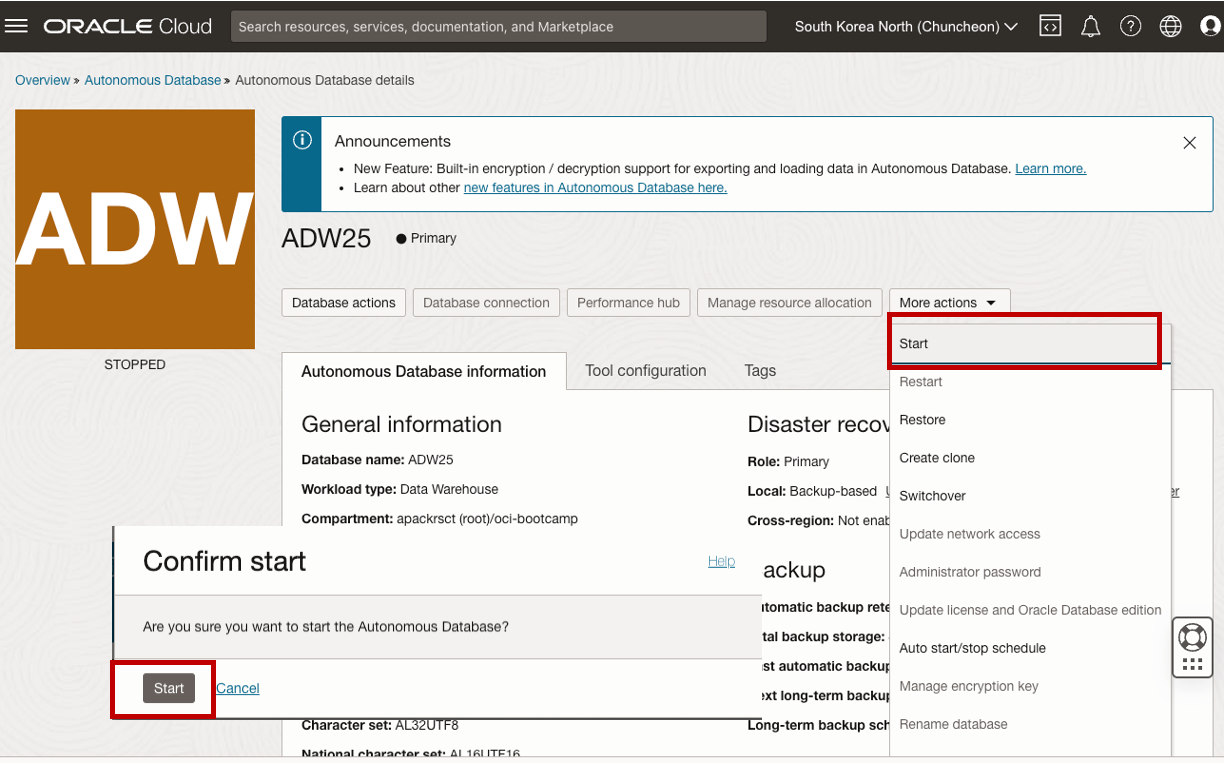 ORACLE Cloud
Search resources, services, documentation, and Marketplace
South Korea North (Chuncheon)
Overview » Autonomous Database » Autonomous Database details
ADW
STOPPED
Announcements
• New Feature: Built-in encryption / decryption support for exporting and loading data in Autonomous Database. Learn more.
• Learn about other new features in Autonomous Database here.
ADW25
Primary
Database actions
Database connection
Performance hub
Manage resource allocation
More actions
Start
Restart
Restore
Create clone
Switchover
Update network access
Administrator password
Update license and Oracle Database edition
Auto start/stop schedule
Manage encryption key
Rename database
Autonomous Database information
Tool configuration
Tags
General information
Database name: ADW25
Workload type: Data Warehouse
Compartment: apackrsct (root)/oci-bootcamp
Character set: AL32UTF8
National character set: AL16UTF16
Disaster recov
Role: Primary
Local: Backup-based
Cross-region: Not enab
ackup
tomatic backup rete
tal backup storage:
st automatic backup
ext long-term backu
Long-term backup sch
Confirm start
Help
Are you sure you want to start the Autonomous Database?
Start
Cancel